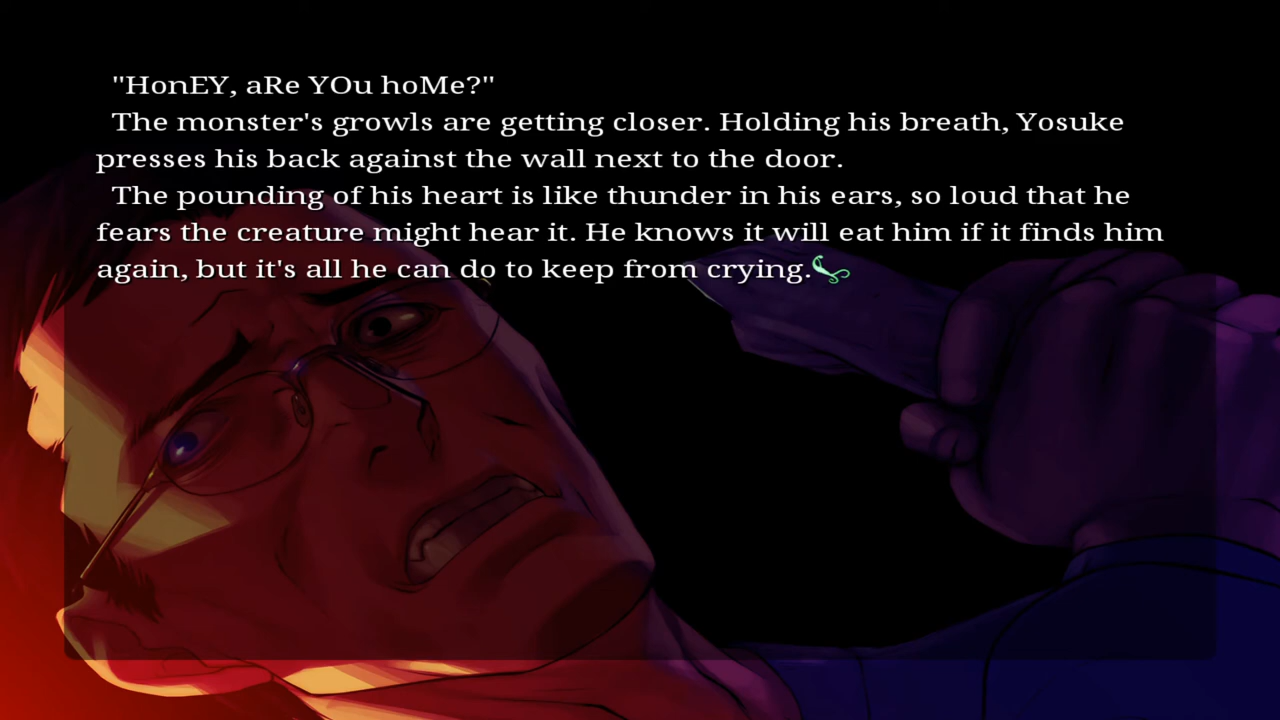 "HonEY, aRe YOu hoMe?"
The monster's growls are getting closer. Holding his breath, Yosuke
presses his back against the wall next to the door.
The pounding of his heart is like thunder in his ears, so loud that he
fears the creature might hear it. He knows it will eat him if it finds him
again, but it's all he can do to keep from crying.